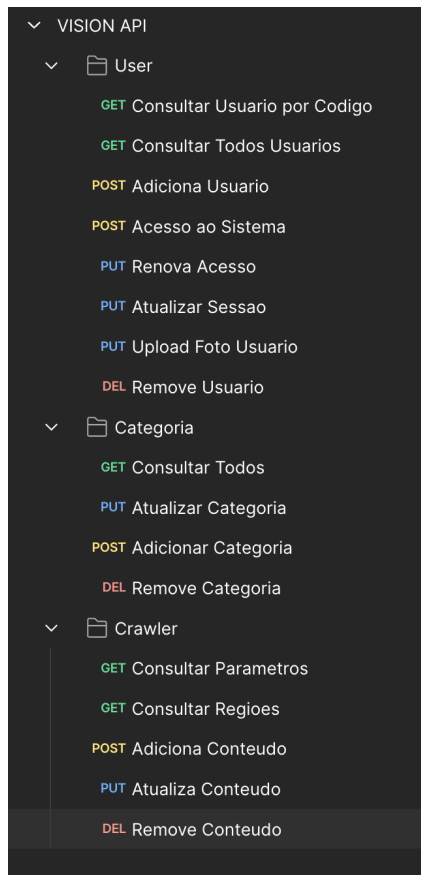 VISION API
User
GET Consultar Usuario por Codigo
GET Consultar Todos Usuarios
POST Adiciona Usuario
POST Acesso ao Sistema
PUT Renova Acesso
PUT Atualizar Sessao
PUT Upload Foto Usuario
DEL Remove Usuario
Categoria
GET Consultar Todos
PUT Atualizar Categoria
POST Adicionar Categoria
DEL Remove Categoria
Crawler
GET Consultar Parametros
GET Consultar Regioes
POST Adiciona Conteudo
PUT Atualiza Conteudo
DEL Remove Conteudo